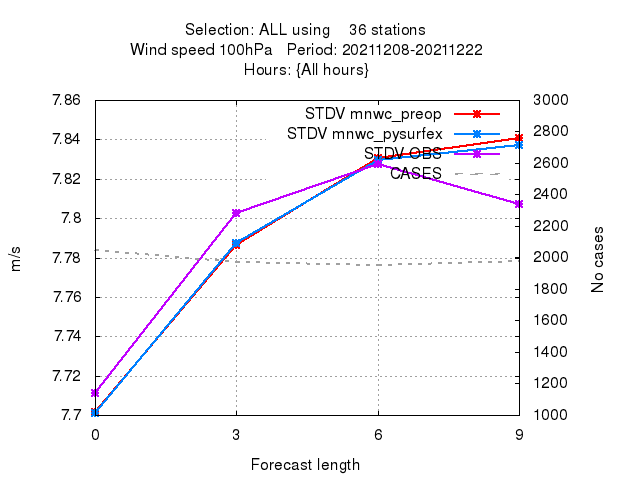 Selection: ALL using 36 stations
Wind speed 100hPa Period: 20211208-20211222
Hours: {All hours}
7.86 3000
STDV mnwc_preop
2800
7.84 STDV mnwc_pysurfex
STDV OBS 2600
7.82 CASES
2400
7.8 2200
7.78 2000
1800
7.76
1600
7.74
1400
7.72 1200
7.7 1000
0 3 6 9
Forecast length
m/s
No cases